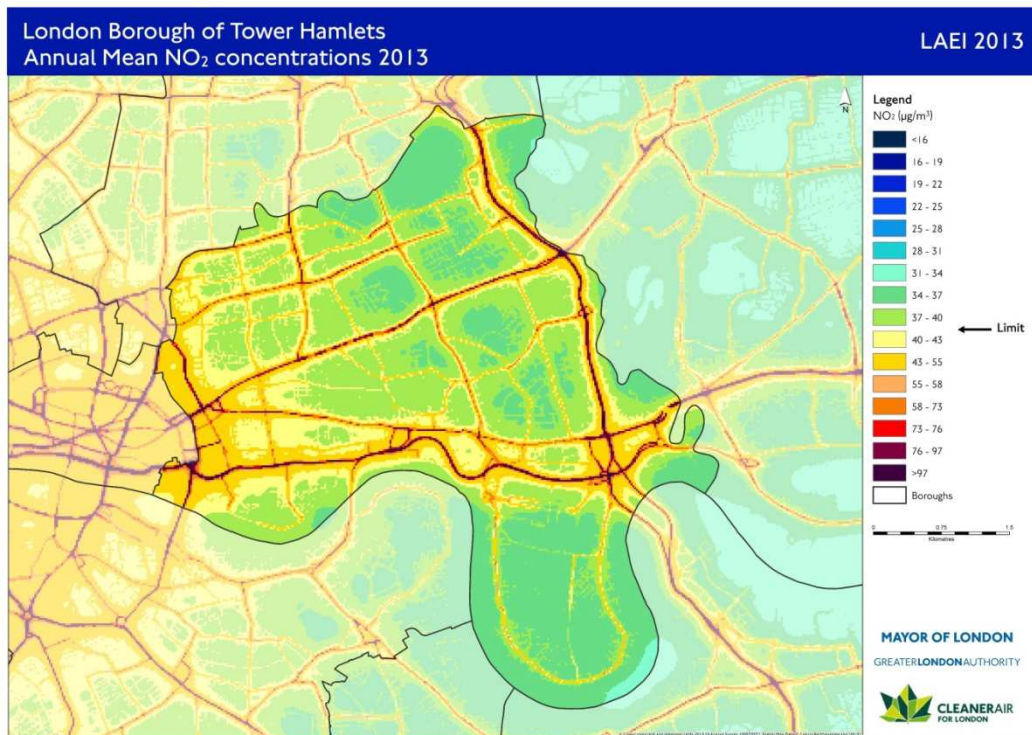 London Borough of Tower Hamlets
Annual Mean NO₂ concentrations 2013
LAEI 2013
N
Legend
NO₂ (µg/m³)
<16
16 - 19
19 - 22
22 - 25
25 - 28
28 - 31
31 - 34
34 - 37
37 - 40
Limit
40 - 43
43 - 55
55 - 58
58 - 73
73 - 76
76 - 97
>97
Boroughs
0 0.75 1.5
Kilometres
MAYOR OF LONDON
GREATERLONDONAUTHORITY
CLEANERAIR
FOR LONDON